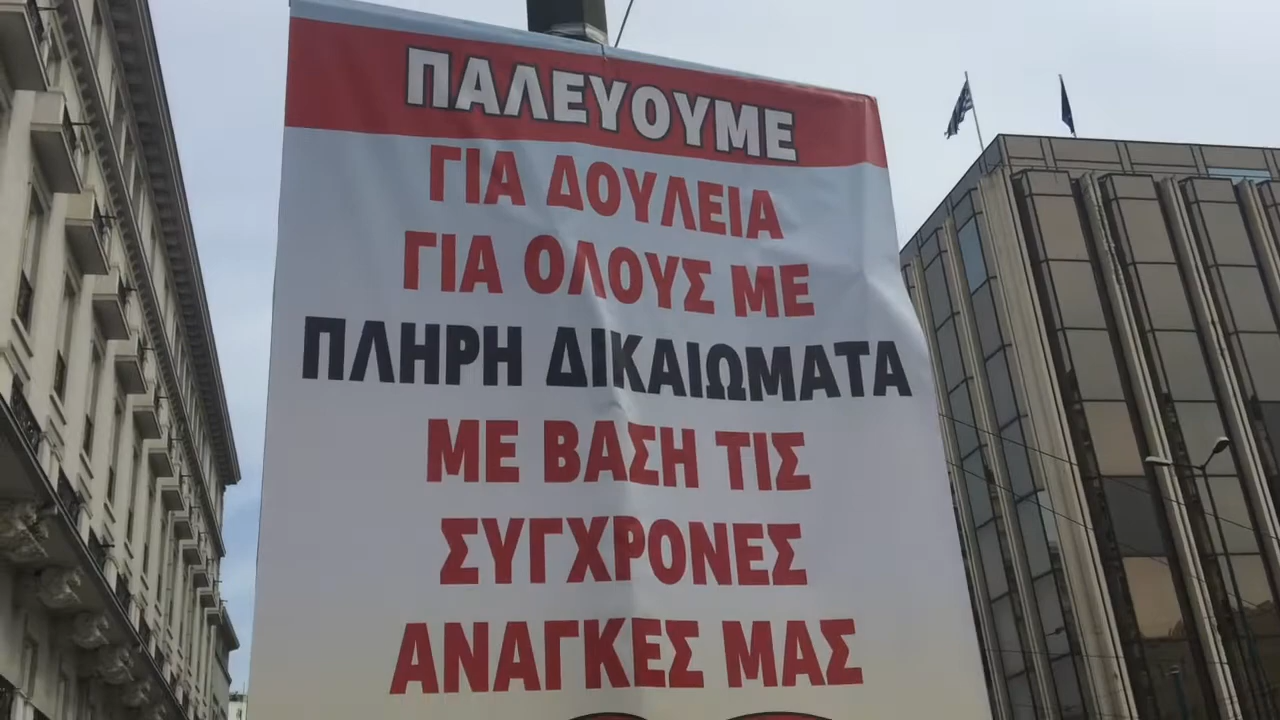 ΠΑΛΕΥΟΥΜΕ
ΓΙΑ ΔΟΥΛΕΙΑ
ΓΙΑ ΟΛΟΥΣ ΜΕ
ΠΛΗΡΗ ΔΙΚΑΙΩΜΑΤΑ
ΜΕ ΒΑΣΗ ΤΙΣ
ΣΥΓΧΡΟΝΕΣ
ΑΝΑΓΚΕΣ ΜΑΣ